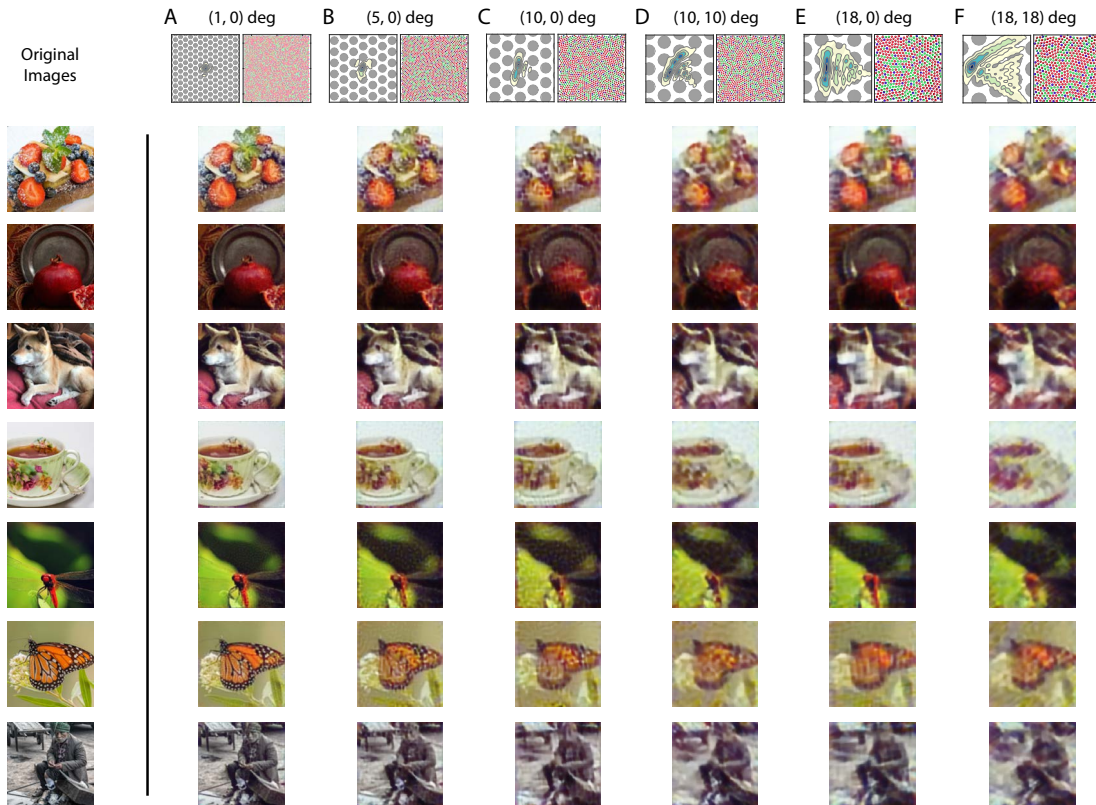 A (1, 0) deg
B (5, 0) deg
C (10, 0) deg
D (10, 10) deg
E (18, 0) deg
F (18, 18) deg
Original
Images